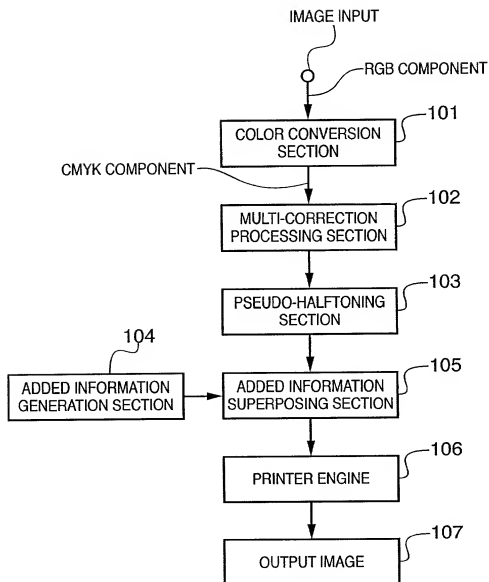 IMAGE INPUT
RGB COMPONENT
101
COLOR CONVERSION
SECTION
CMYK COMPONENT
102
MULTI-CORRECTION
PROCESSING SECTION
103
PSEUDO-HALFTONING
SECTION
104
ADDED INFORMATION
GENERATION SECTION
105
ADDED INFORMATION
SUPERPOSING SECTION
106
PRINTER ENGINE
107
OUTPUT IMAGE